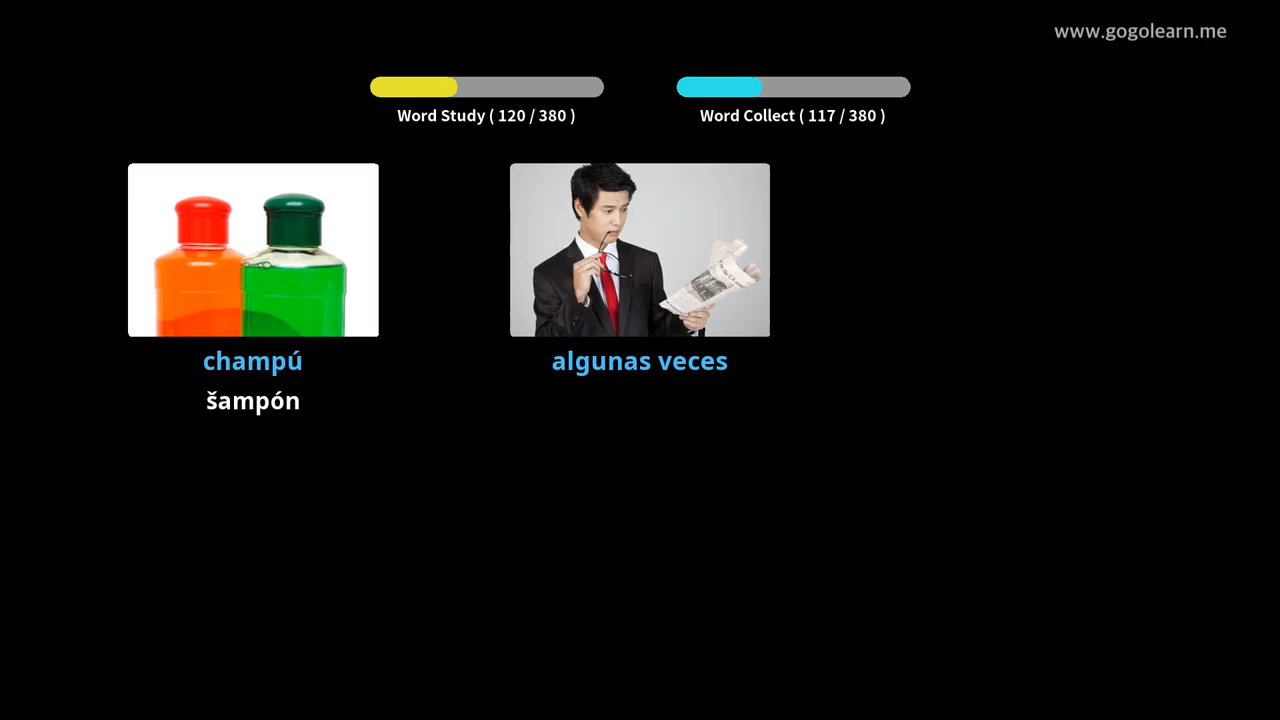 www.gogolearn.me
Word Study ( 120 / 380 )
Word Collect ( 117 / 380 )
champú
algunas veces
šampón